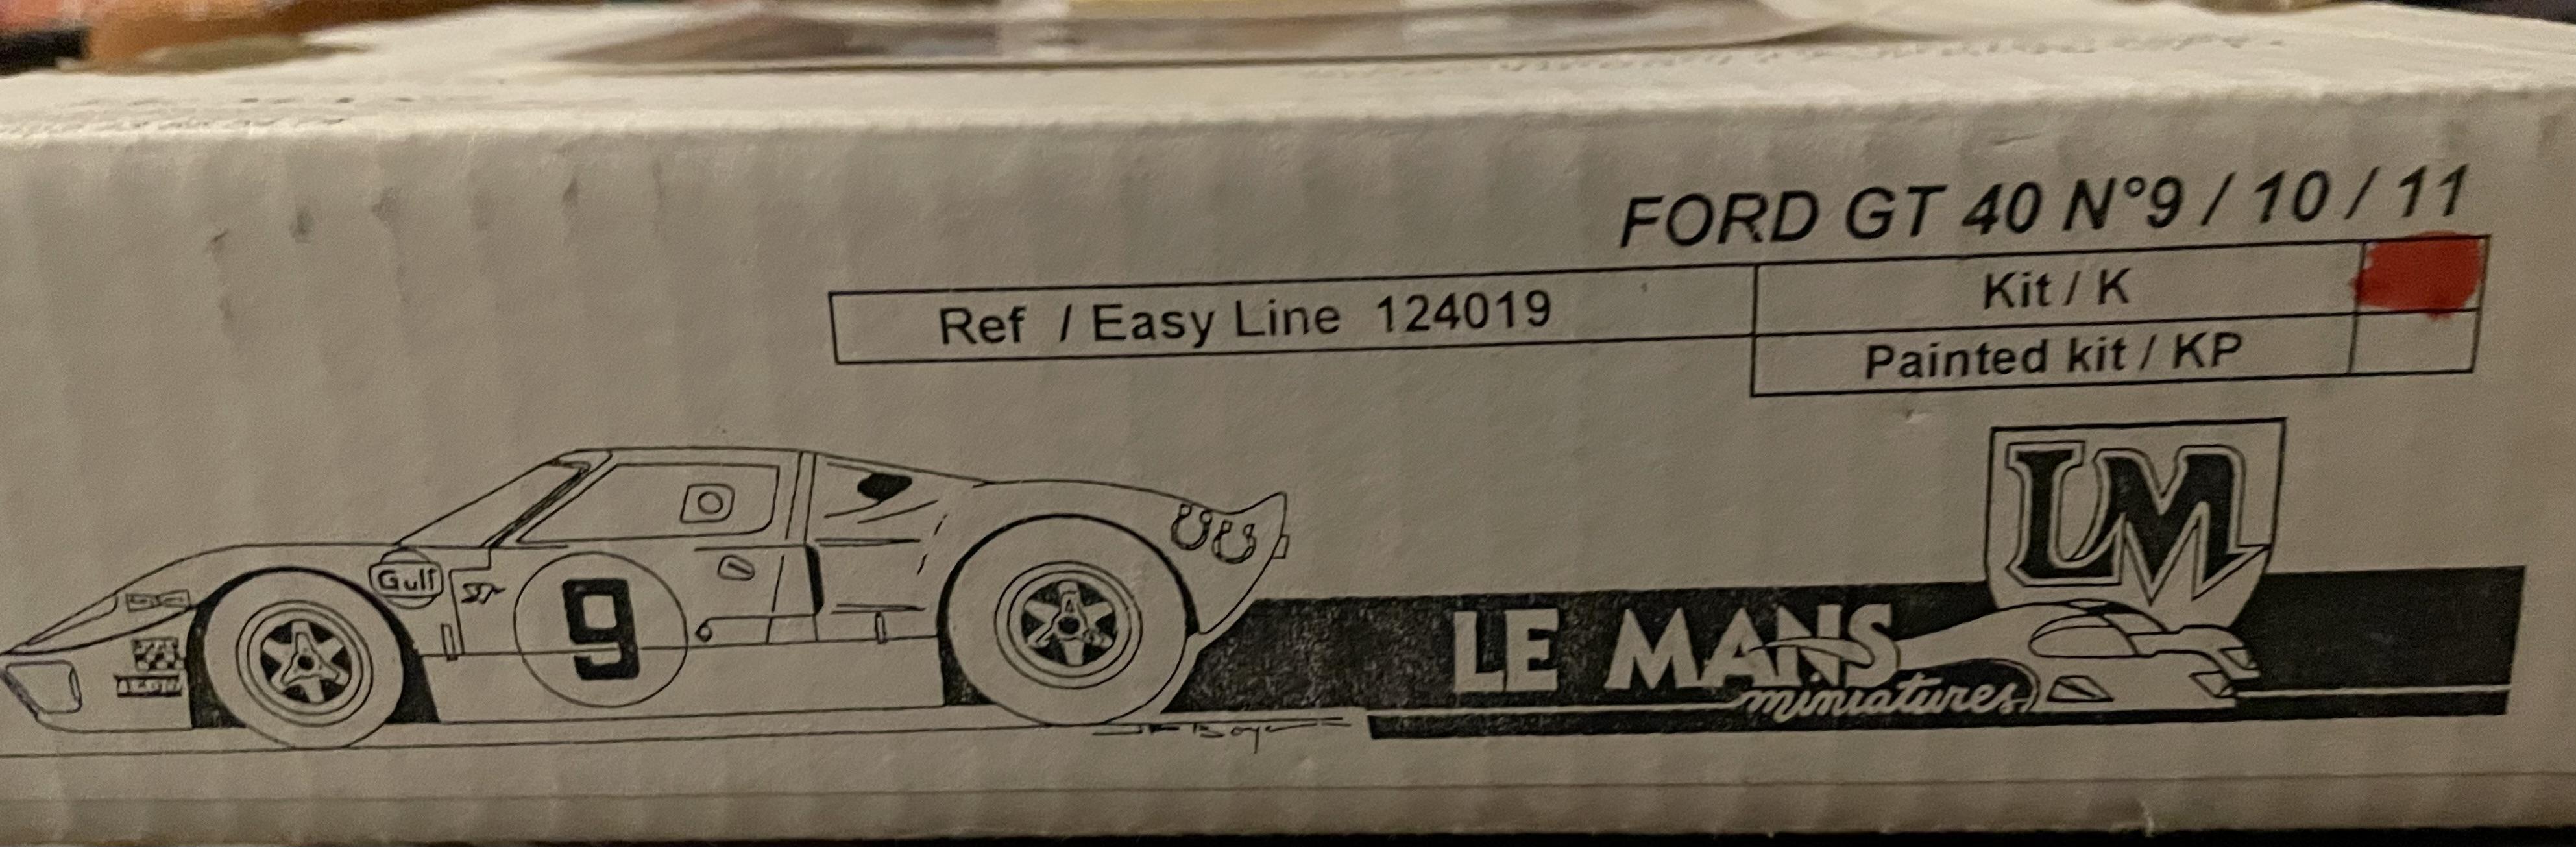 FORD GT 40 N°9 / 10 / 11
Ref / Easy Line 124019
Kit / K
Painted kit / KP
LM
Gulf
9
LE MANS
miniatures